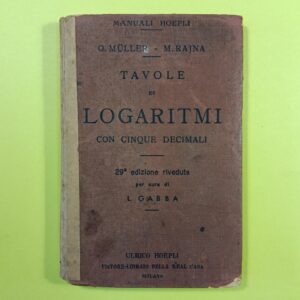 MANUALI HOEPLI
O. MÜLLER - M. RAJNA
TAVOLE
DI
LOGARITMI
CON CINQUE DECIMALI
29ª edizione riveduta
per cura di
L. GABBA
ULRICO HOEPLI
EDITORE-LIBRAIO DELLA REAL CASA
MILANO